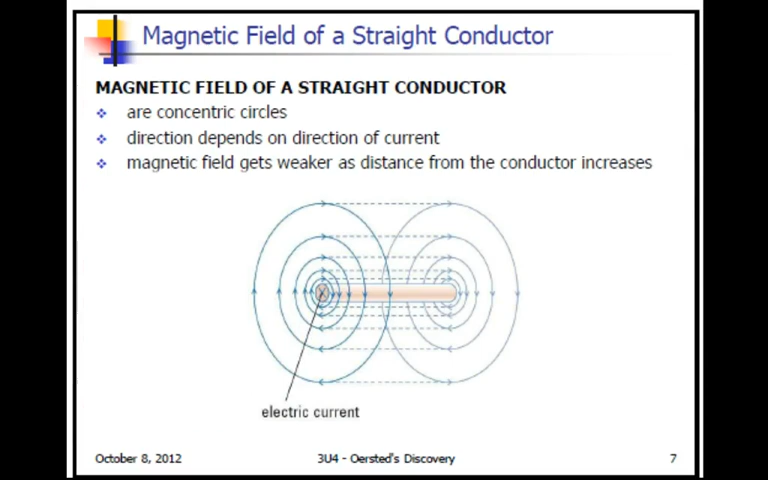 Magnetic Field of a Straight Conductor
MAGNETIC FIELD OF A STRAIGHT CONDUCTOR
are concentric circles
direction depends on direction of current
magnetic field gets weaker as distance from the conductor increases
electric current
October 8, 2012
3U4 - Oersted's Discovery
7